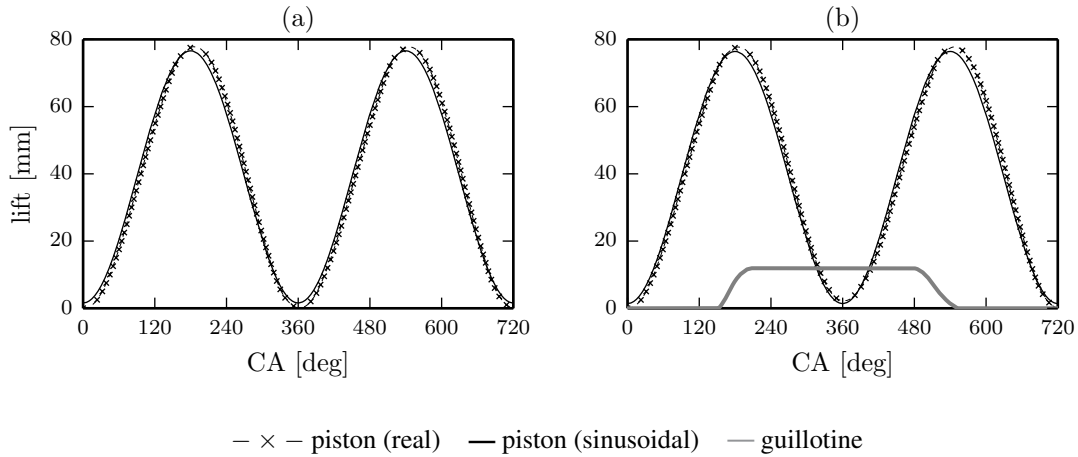 (a)
(b)
lift [mm]
80
60
40
20
0
0 120 240 360 480 600 720
CA [deg]
80
60
40
20
0
0 120 240 360 480 600 720
CA [deg]
− × − piston (real) — piston (sinusoidal) — guillotine